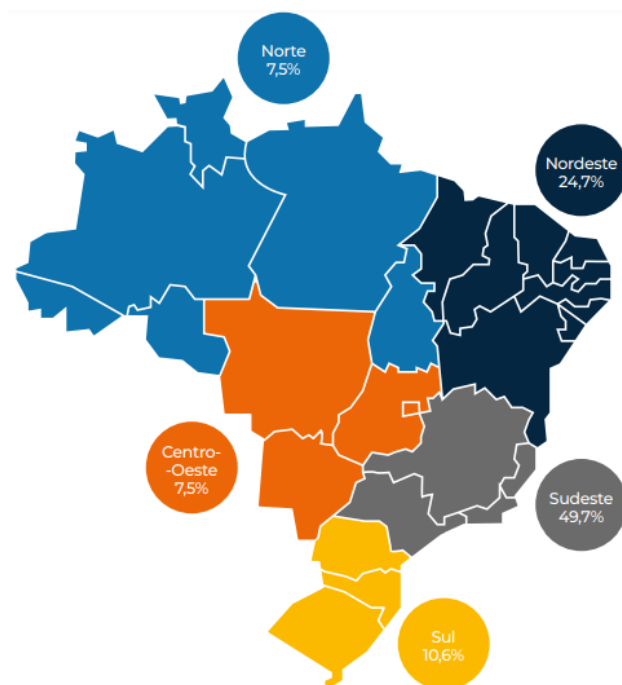 Norte
7,5%
Nordeste
24,7%
Centro-
-Oeste
7,5%
Sudeste
49,7%
Sul
10,6%